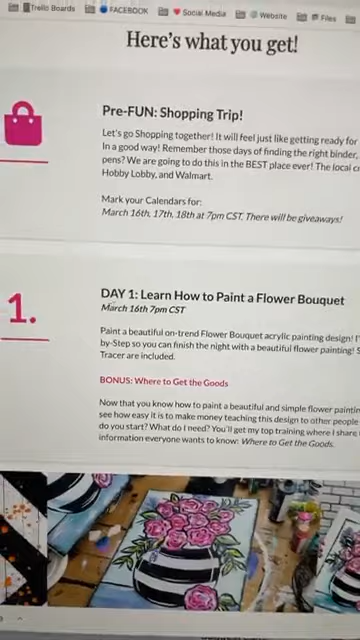 Trello Boards FACEBOOK Social Media Website Files
Here's what you get!
Pre-FUN: Shopping Trip!
Let's go Shopping together! It will feel just like getting ready for
In a good way! Remember those days of finding the right binder,
pens? We are going to do this in the BEST place ever! The local
Hobby Lobby, and Walmart.
Mark your Calendars for:
March 16th, 17th, 18th at 7pm CST. There will be giveaways!
1.
DAY 1: Learn How to Paint a Flower Bouquet
March 16th 7pm CST
Paint a beautiful on-trend Flower Bouquet acrylic painting design!
by-Step so you can finish the night with a beautiful flower painting!
Tracer are included.
BONUS: Where to Get the Goods
Now that you know how to paint a beautiful and simple flower
see how easy it is to make money teaching this design to other people
do you start? What do I need? You'll get my top training where I share
information everyone wants to know: Where to Get the Goods.